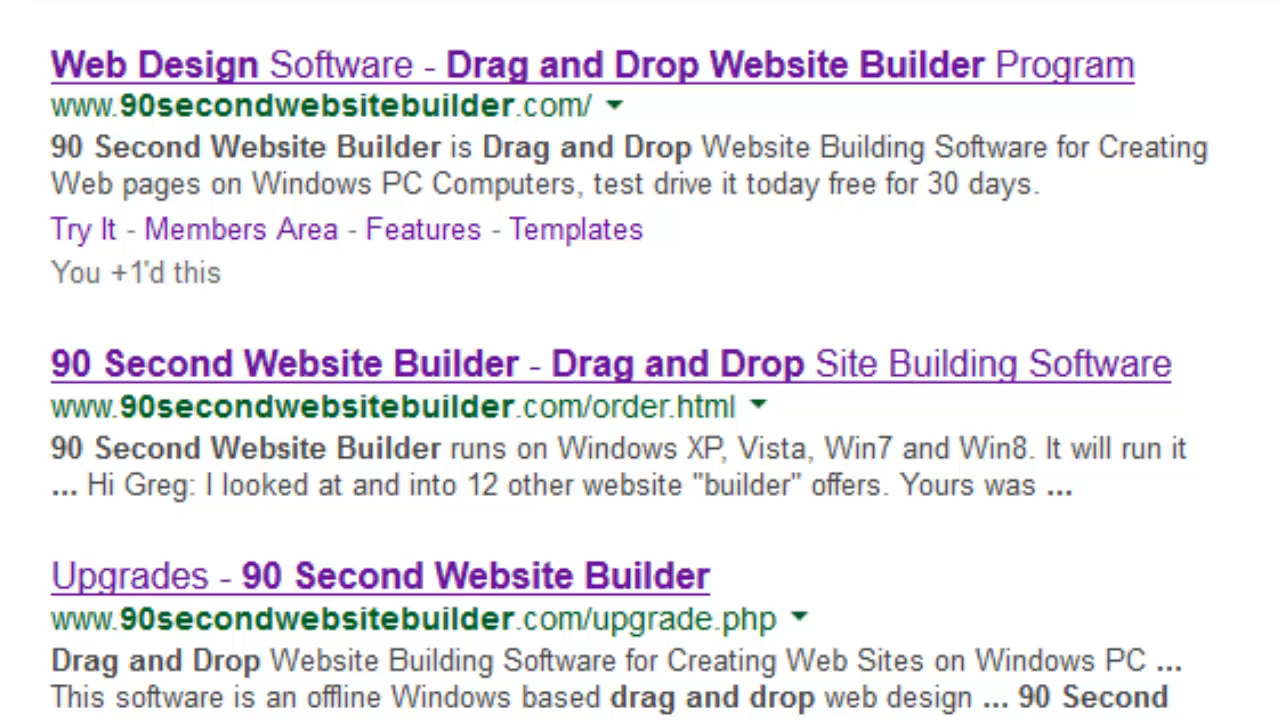 Web Design Software - Drag and Drop Website Builder Program
www.90secondwebsitebuilder.com/
90 Second Website Builder is Drag and Drop Website Building Software for Creating
Web pages on Windows PC Computers, test drive it today free for 30 days.
Try It - Members Area - Features - Templates
You +1'd this
90 Second Website Builder - Drag and Drop Site Building Software
www.90secondwebsitebuilder.com/order.html
90 Second Website Builder runs on Windows XP, Vista, Win7 and Win8. It will run it
... Hi Greg: I looked at and into 12 other website "builder" offers. Yours was ...
Upgrades - 90 Second Website Builder
www.90secondwebsitebuilder.com/upgrade.php
Drag and Drop Website Building Software for Creating Web Sites on Windows PC ...
This software is an offline Windows based drag and drop web design ... 90 Second